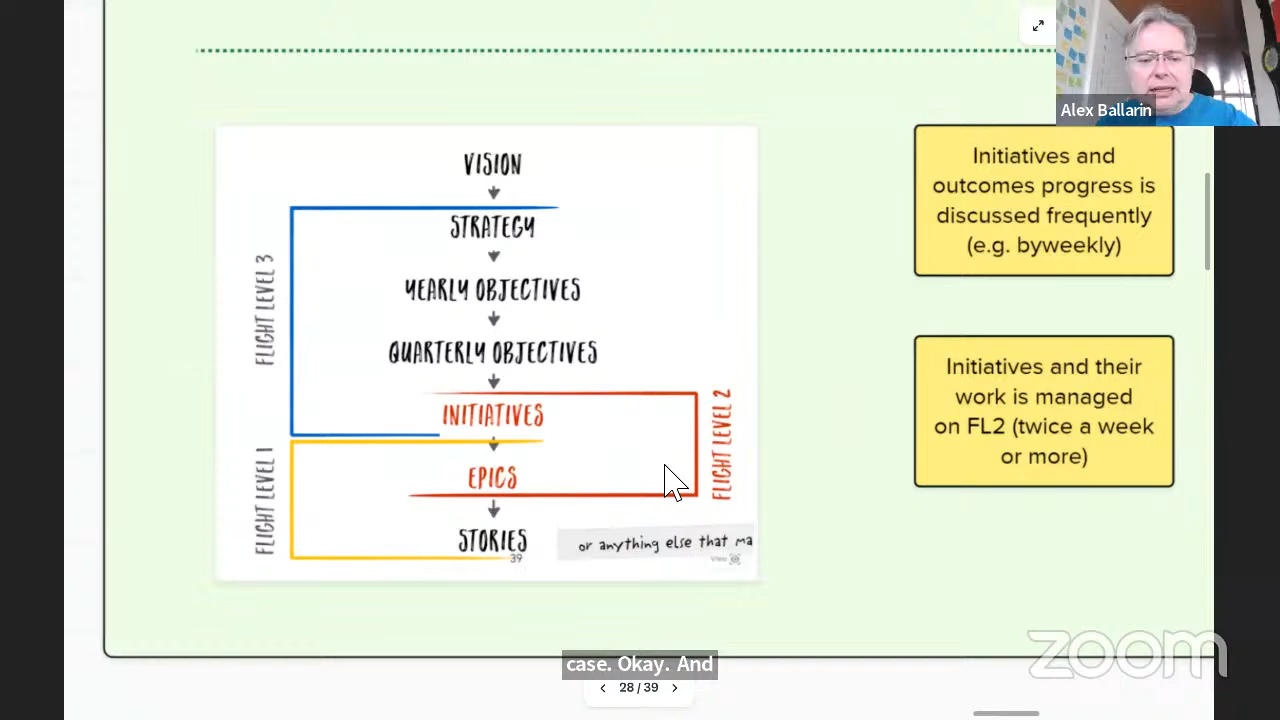 Alex Ballarin
VISION
STRATEGY
YEARLY OBJECTIVES
QUARTERLY OBJECTIVES
INITIATIVES
EPICS
STORIES
39
or anything else that ma
FLIGHT LEVEL 3
FLIGHT LEVEL 1
FLIGHT LEVEL 2
Initiatives and
outcomes progress is
discussed frequently
(e.g. byweekly)
Initiatives and their
work is managed
on FL2 (twice a week
or more)
zoom
case. Okay. And
28 / 39